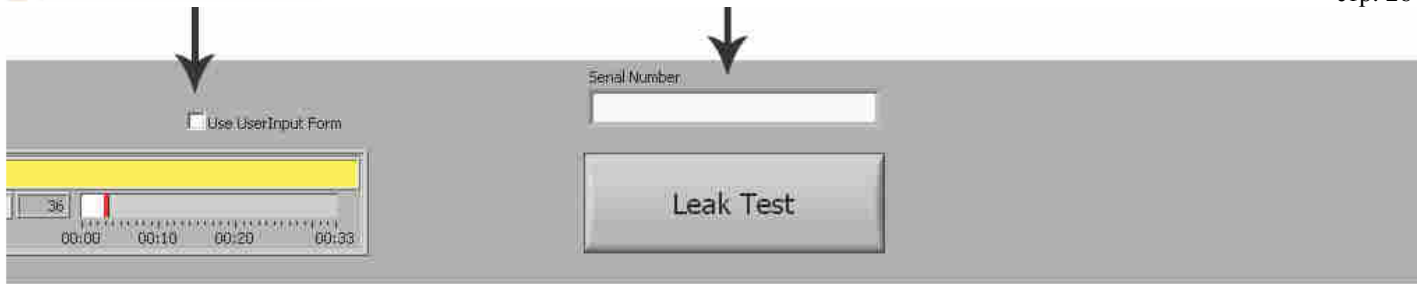 Serial Number
Use UserInput Form
36
Leak Test
00:00 00:10 00:20 00:33